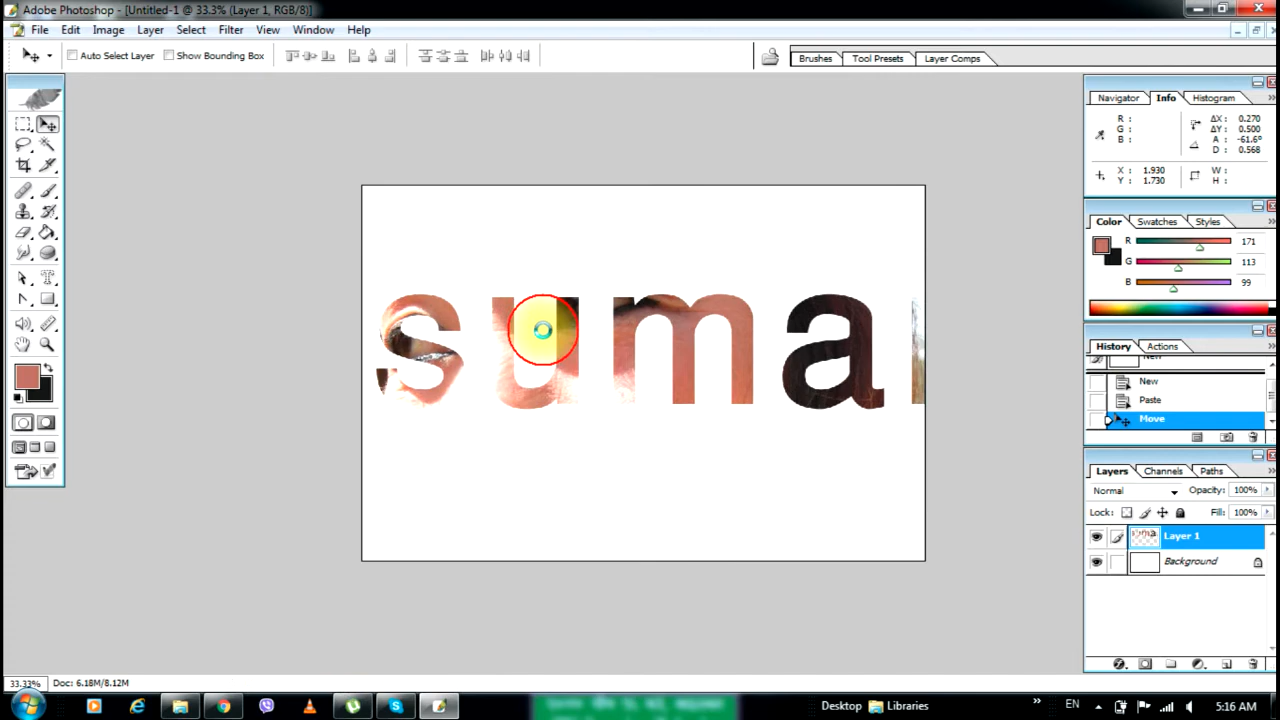 Adobe Photoshop - [Untitled-1 @ 33.3% (Layer 1, RGB/8)]
File Edit Image Layer Select Filter View Window Help
Auto Select Layer Show Bounding Box
Brushes Tool Presets Layer Comps
Navigator Info Histogram
R : ΔX : 0.270
G : ΔY : 0.500
B : A : -61.6°
D : 0.568
X : 1.930 W :
Y : 1.730 H :
Color Swatches Styles
R 171
G 113
B 99
suma
History Actions
New
New
Paste
Move
Layers Channels Paths
Normal Opacity: 100%
Lock: Fill: 100%
Layer 1
Background
33.33% Doc: 6.18M/8.12M
Desktop Libraries EN 5:16 AM